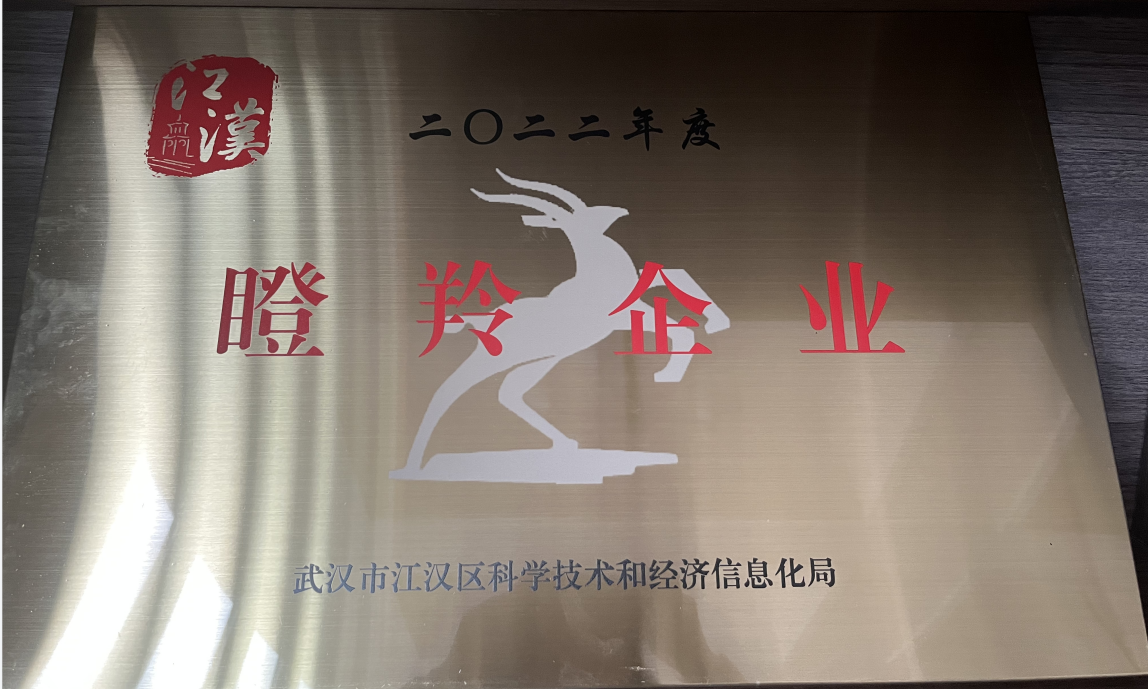 江漢
二〇二二年度
瞪羚企业
武汉市江汉区科学技术和经济信息化局